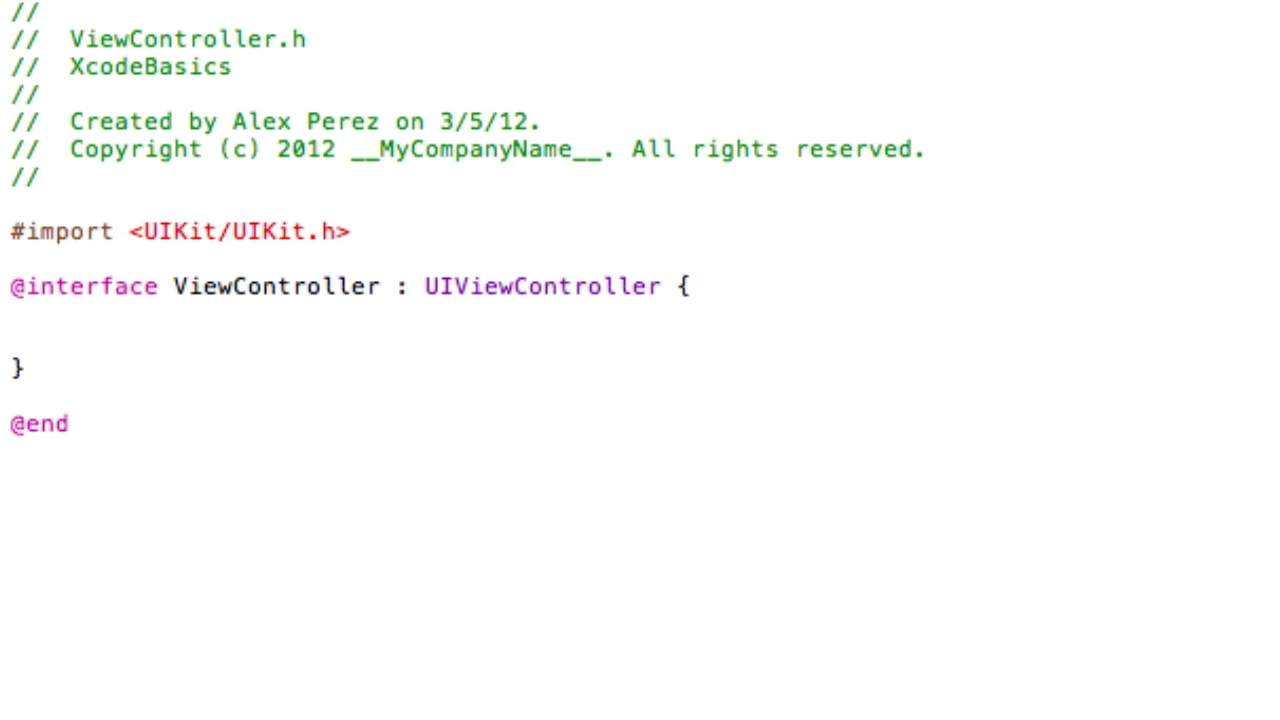 //
//  ViewController.h
//  XcodeBasics
//
//  Created by Alex Perez on 3/5/12.
//  Copyright (c) 2012 __MyCompanyName__. All rights reserved.
//
#import <UIKit/UIKit.h>
@interface ViewController : UIViewController {
}
@end